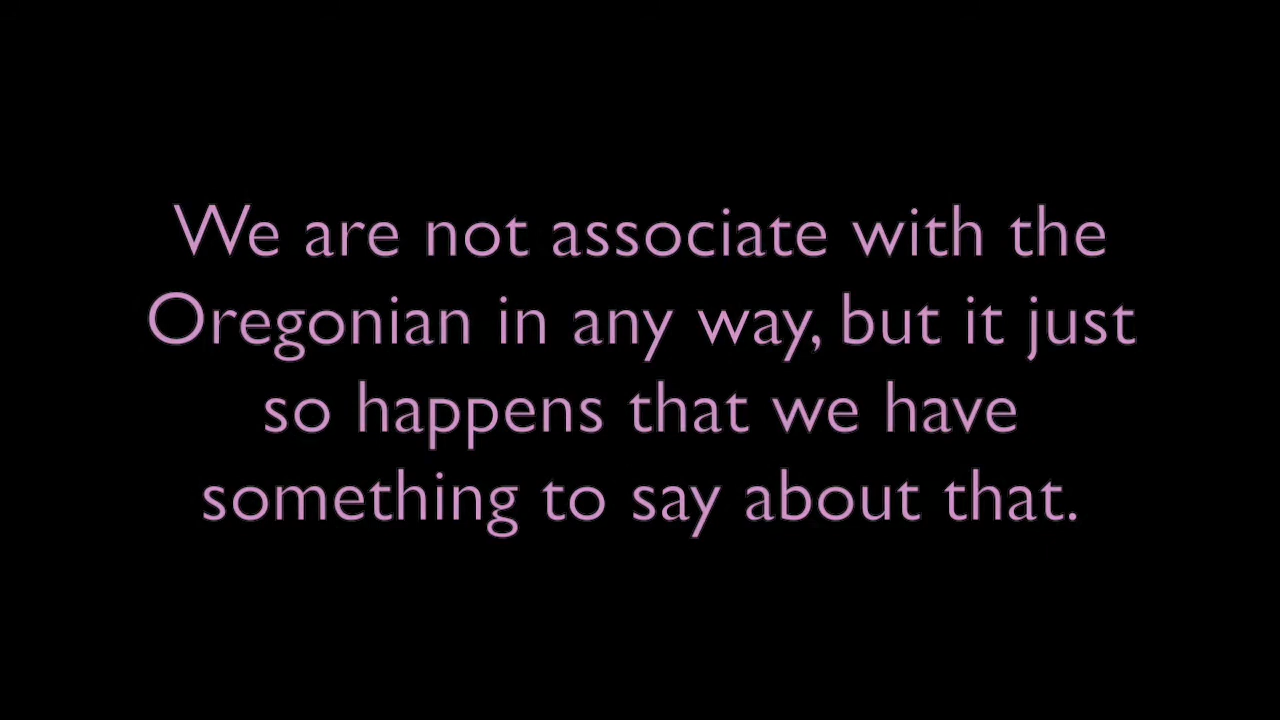 We are not associate with the
Oregonian in any way, but it just
so happens that we have
something to say about that.